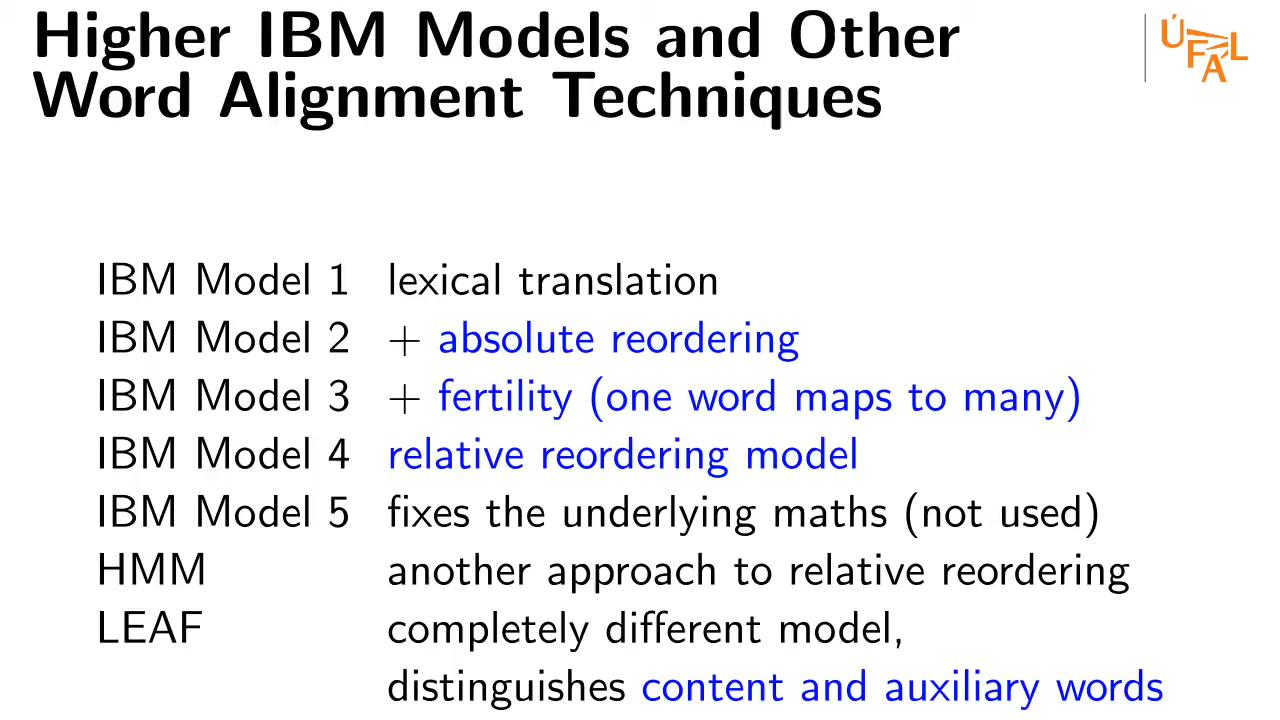 Higher IBM Models and Other
Word Alignment Techniques
ÚFAL
IBM Model 1 lexical translation
IBM Model 2 + absolute reordering
IBM Model 3 + fertility (one word maps to many)
IBM Model 4 relative reordering model
IBM Model 5 fixes the underlying maths (not used)
HMM another approach to relative reordering
LEAF completely different model,
distinguishes content and auxiliary words